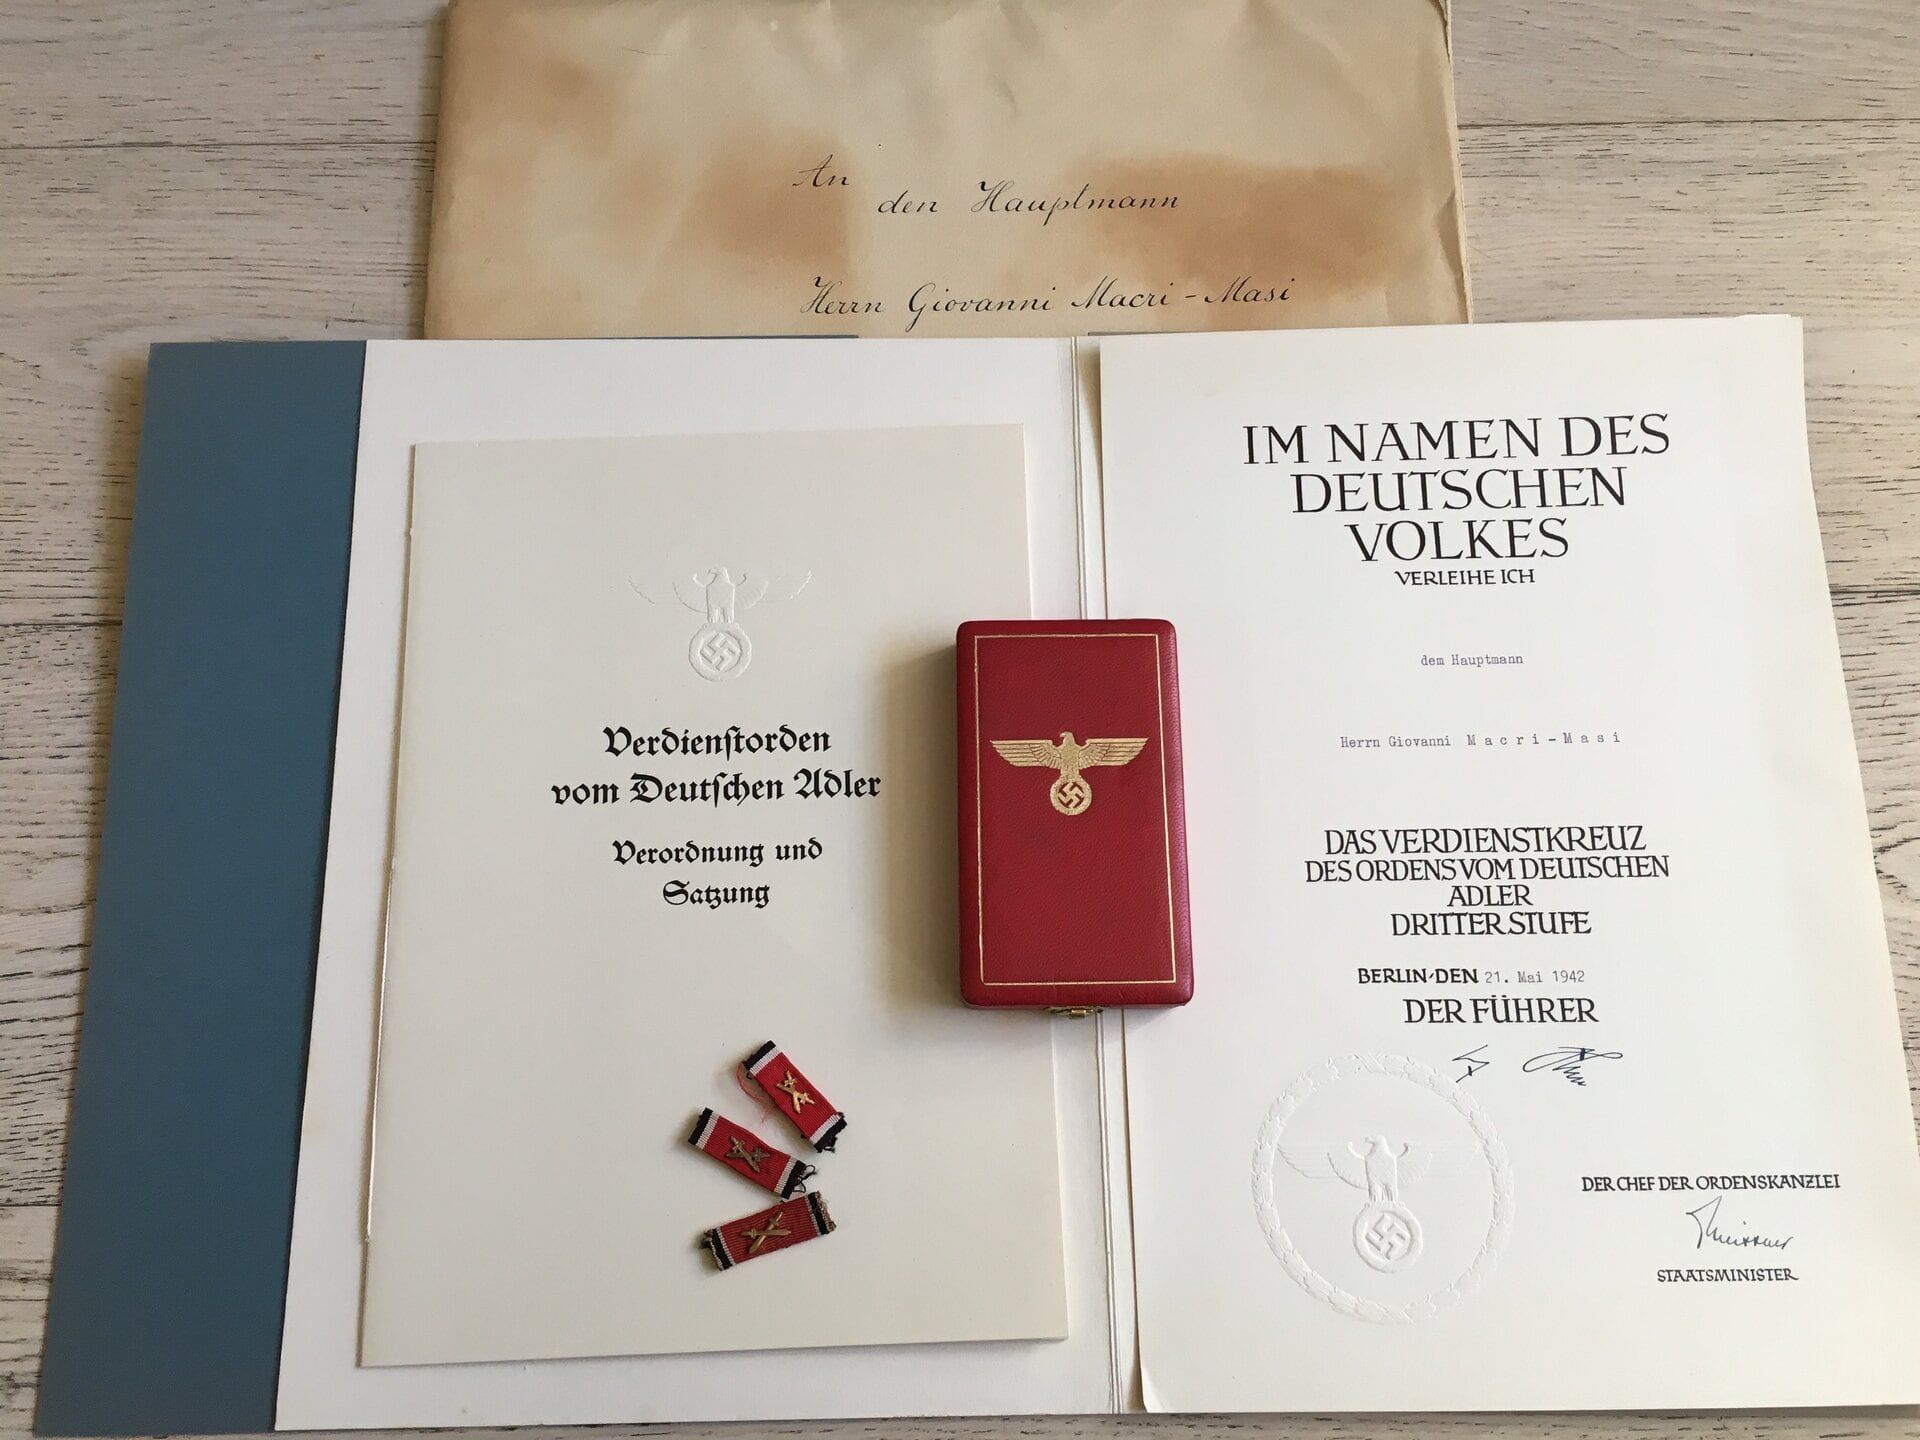 An
den Hauptmann
Herrn Giovanni Macri-Masi
Verdienstorden
vom Deutschen Adler
Verordnung und
Satzung
IM NAMEN DES
DEUTSCHEN
VOLKES
VERLEIHE ICH
dem Hauptmann
Herrn Giovanni Macri-Masi
DAS VERDIENSTKREUZ
DES ORDENS VOM DEUTSCHEN
ADLER
DRITTER STUFE
BERLIN, DEN 21. Mai 1942
DER FÜHRER
DER CHEF DER ORDENSKANZLEI
STAATSMINISTER